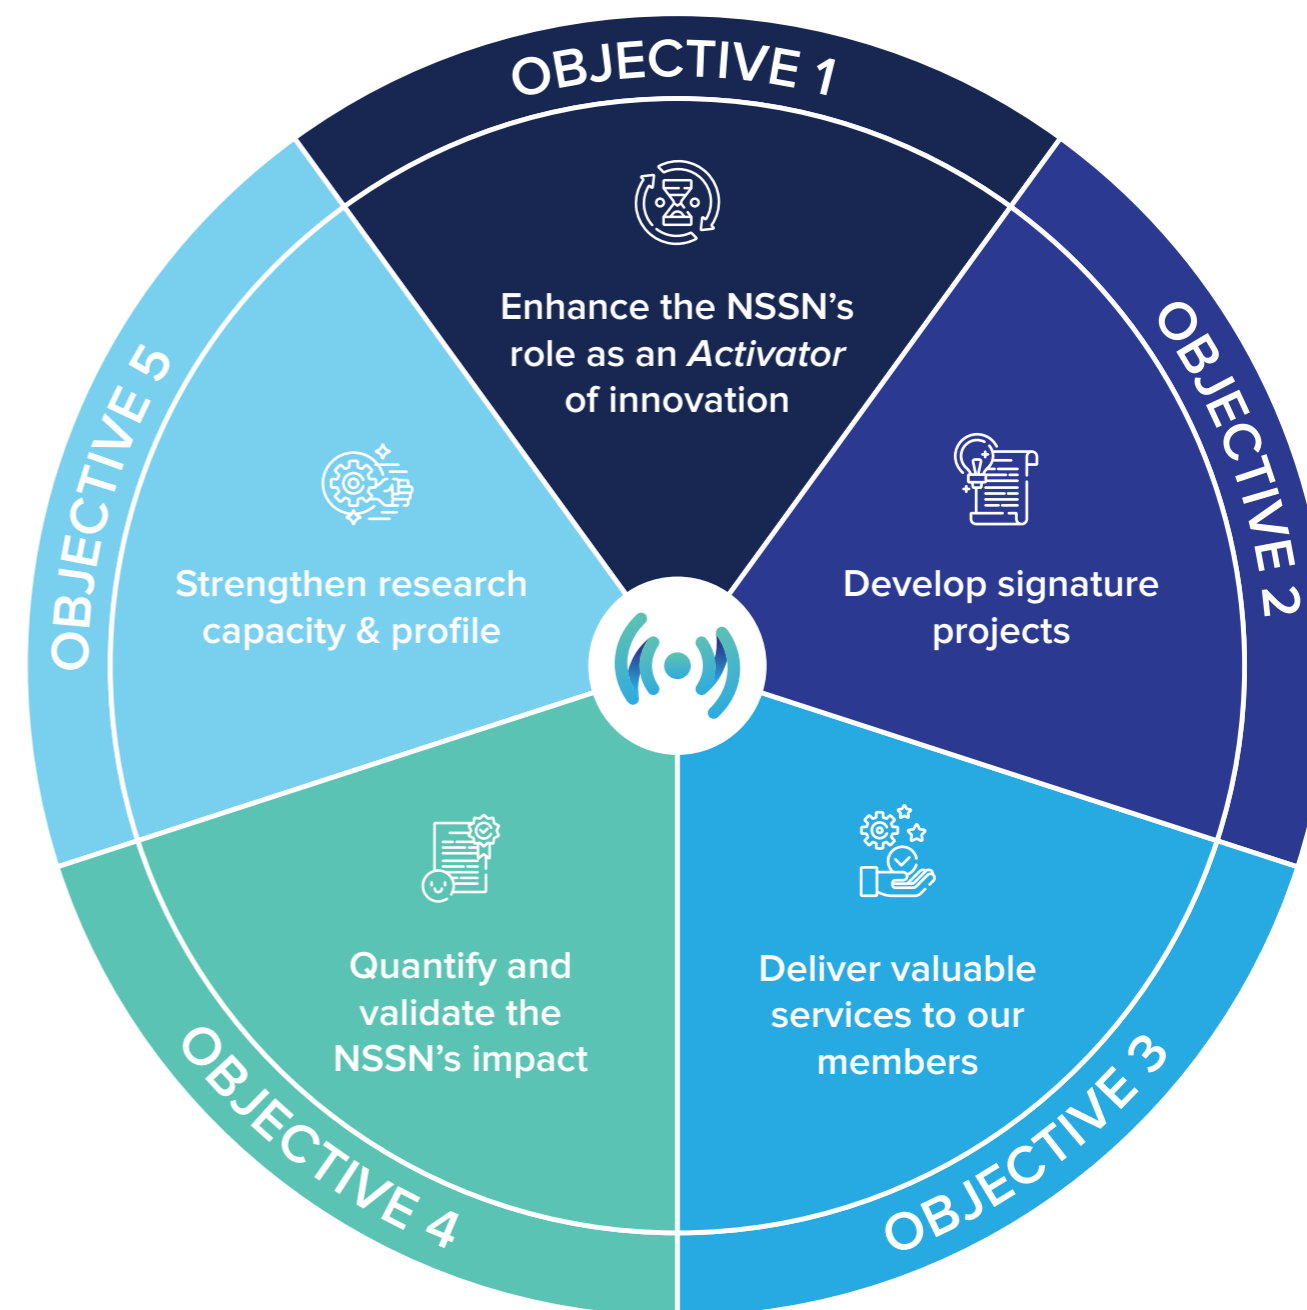 OBJECTIVE 1
Enhance the NSSN’s
role as an Activator
of innovation
OBJECTIVE 2
Develop signature
projects
OBJECTIVE 3
Deliver valuable
services to our
members
OBJECTIVE 4
Quantify and
validate the
NSSN’s impact
OBJECTIVE 5
Strengthen research
capacity & profile